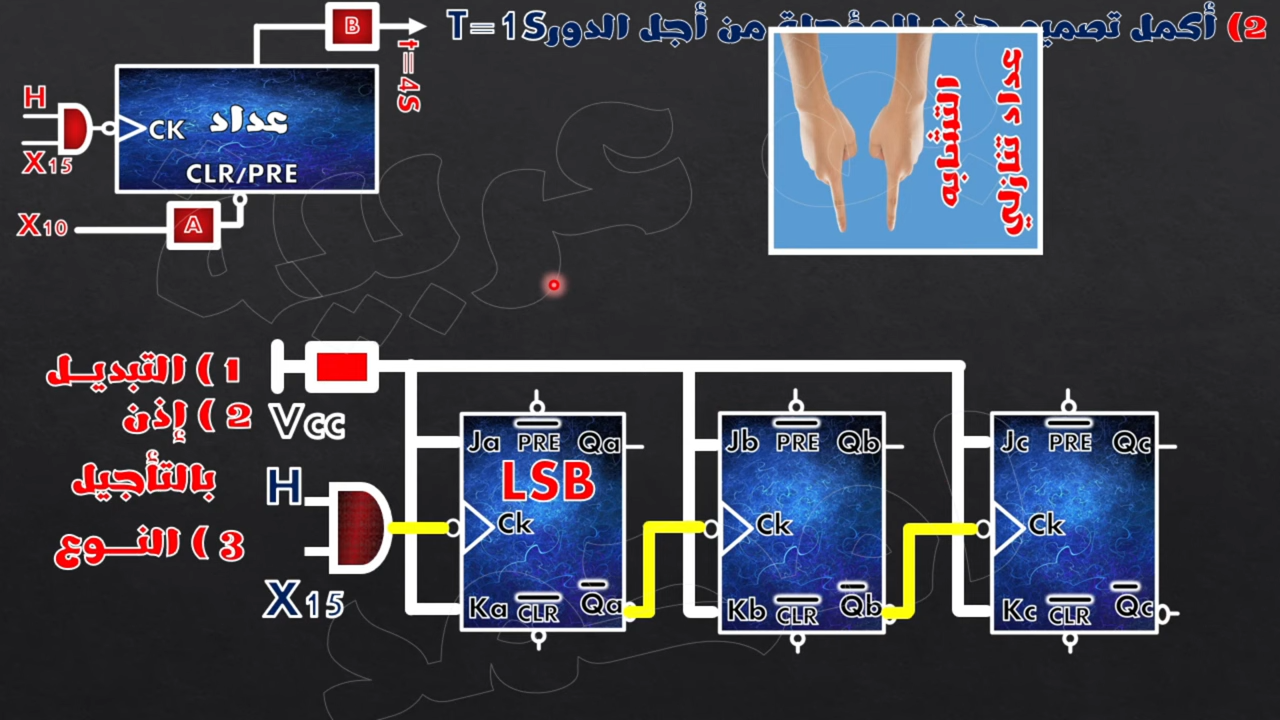 2) أكمل تصميم هذه المؤجلة من أجل الدور T=1S
B
t=4S
H
CK
عداد
X15
CLR/PRE
X10
A
التشابه
عداد تنازلي
1 ) التبديل
2 ) إذن
بالتأجيل
3 ) النوع
Vcc
H
X15
Ja PRE Qa
LSB
Ck
Ka CLR Qa
Jb PRE Qb
Ck
Kb CLR Qb
Jc PRE Qc
Ck
Kc CLR Qc